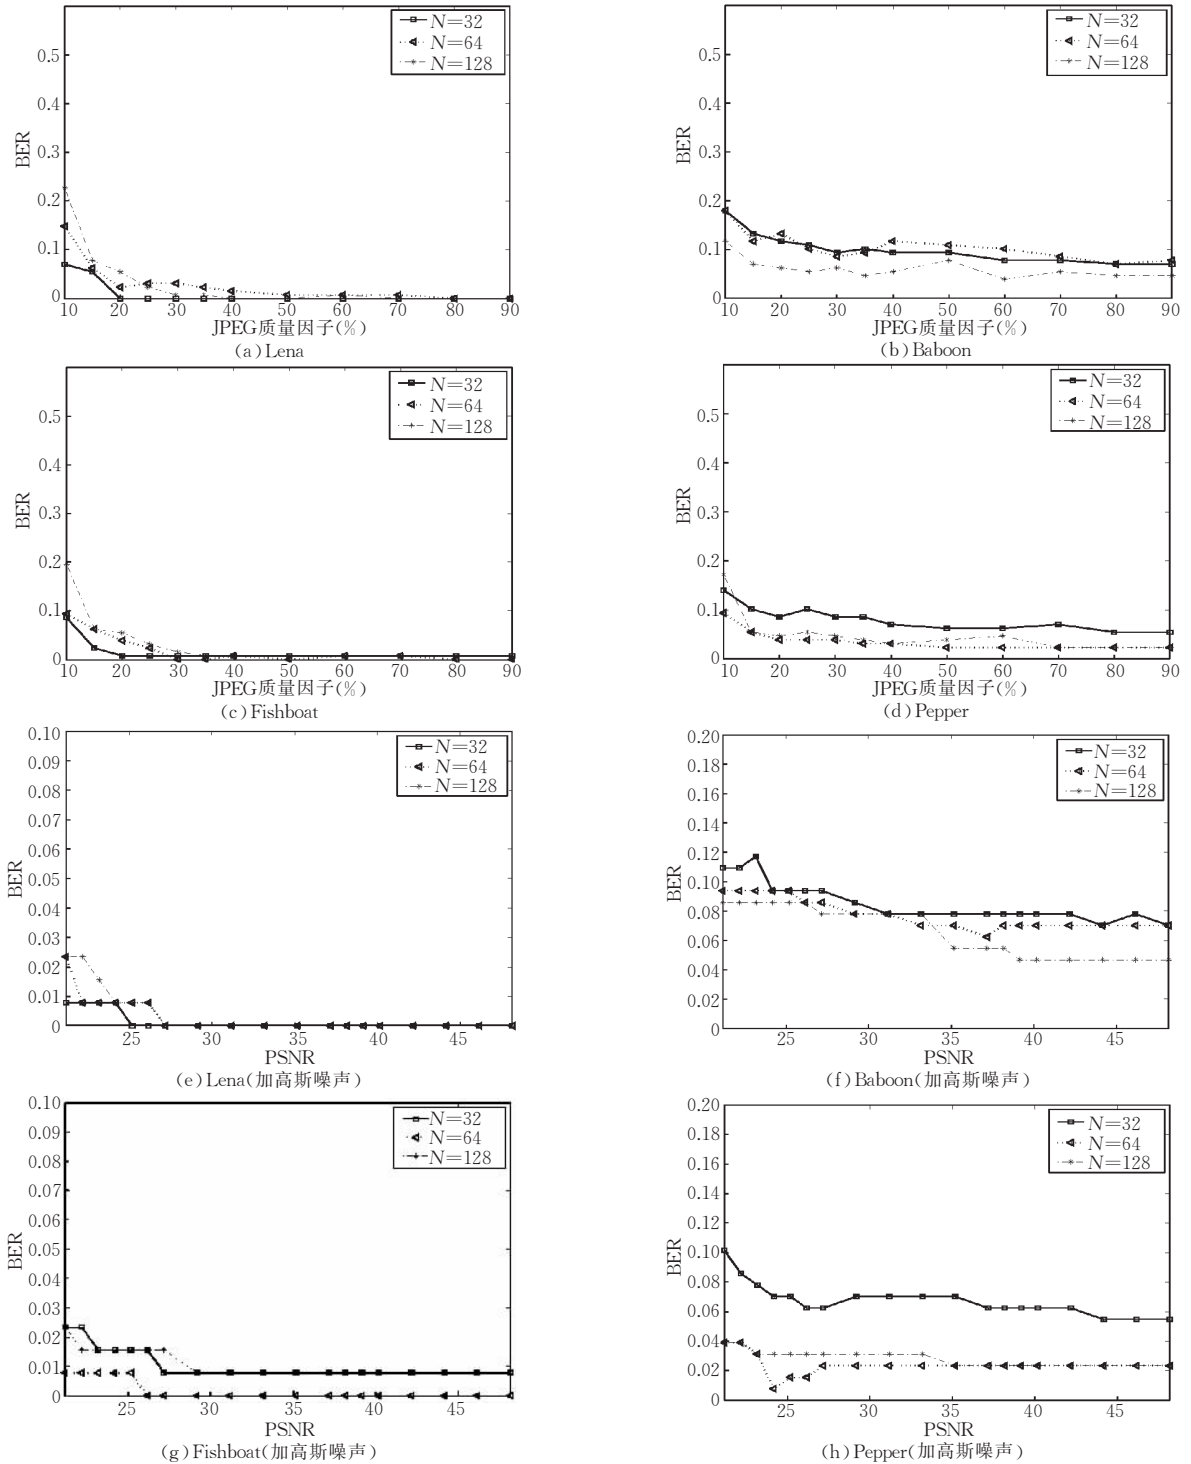 N=32
N=64
N=128
0.5
0.4
0.3
0.2
0.1
0
BER
10 20 30 40 50 60 70 80 90
JPEG质量因子(%)
(a)Lena
N=32
N=64
N=128
0.5
0.4
0.3
0.2
0.1
0
BER
10 20 30 40 50 60 70 80 90
JPEG质量因子(%)
(b)Baboon
N=32
N=64
N=128
0.5
0.4
0.3
0.2
0.1
0
BER
10 20 30 40 50 60 70 80 90
JPEG质量因子(%)
(c)Fishboat
N=32
N=64
N=128
0.5
0.4
0.3
0.2
0.1
0
BER
10 20 30 40 50 60 70 80 90
JPEG质量因子(%)
(d)Pepper
N=32
N=64
N=128
0.10
0.09
0.08
0.07
0.06
0.05
0.04
0.03
0.02
0.01
0
BER
25 30 35 40 45
PSNR
(e)Lena(加高斯噪声)
N=32
N=64
N=128
0.20
0.18
0.16
0.14
0.12
0.10
0.08
0.06
0.04
0.02
0
BER
25 30 35 40 45
PSNR
(f)Baboon(加高斯噪声)
N=32
N=64
N=128
0.10
0.09
0.08
0.07
0.06
0.05
0.04
0.03
0.02
0.01
0
BER
25 30 35 40 45
PSNR
(g)Fishboat(加高斯噪声)
N=32
N=64
N=128
0.20
0.18
0.16
0.14
0.12
0.10
0.08
0.06
0.04
0.02
0
BER
25 30 35 40 45
PSNR
(h)Pepper(加高斯噪声)